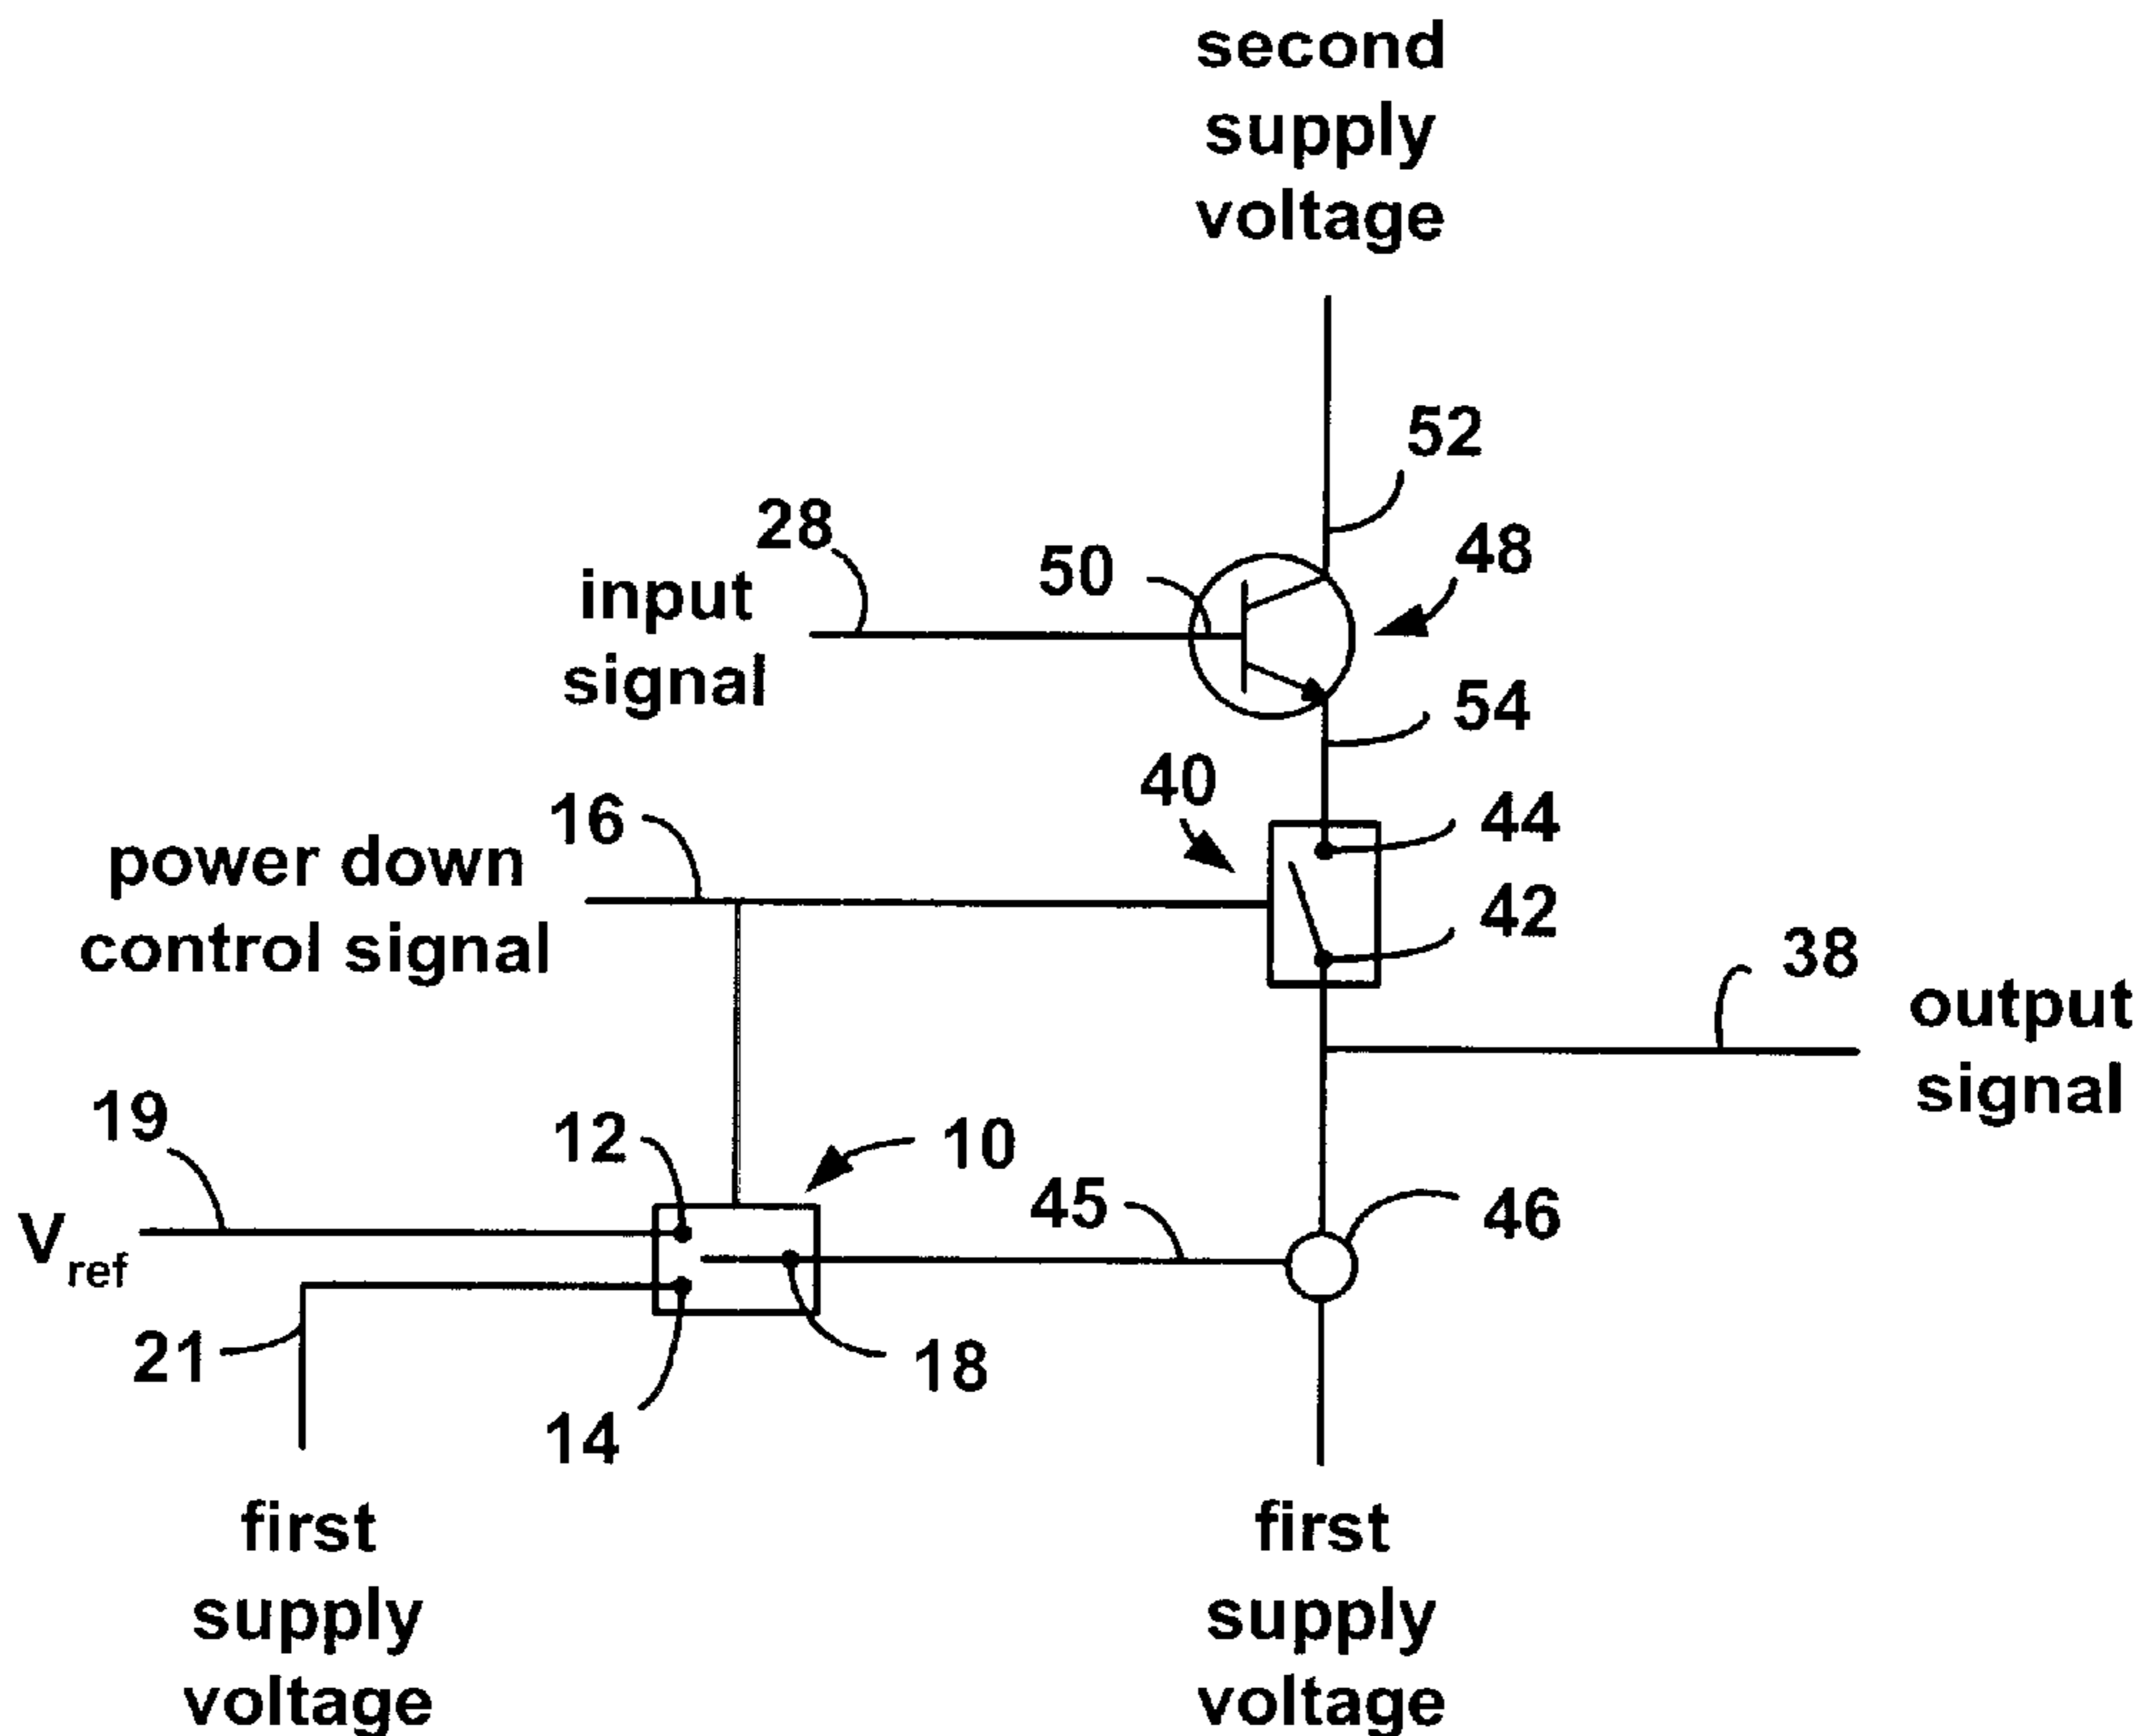 second
supply
voltage
52
28
50
48
input
signal
54
40
44
16
power down
control signal
42
38
output
signal
19
12
10
45
46
Vref
21
18
14
first
supply
voltage
first
supply
voltage